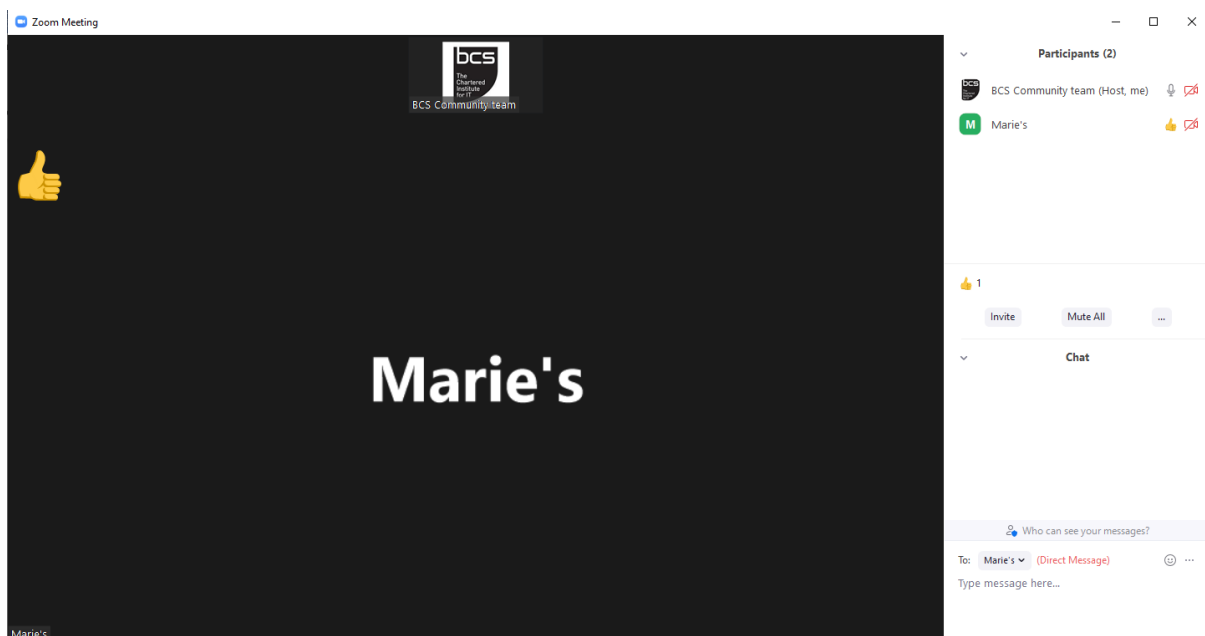 Zoom Meeting
bcs
The
Chartered
Institute
for IT
BCS Community team
Marie's
Marie's
Participants (2)
bcs
BCS Community team (Host, me)
M Marie's
1
Invite Mute All ...
Chat
Who can see your messages?
To: Marie's (Direct Message) ...
Type message here...